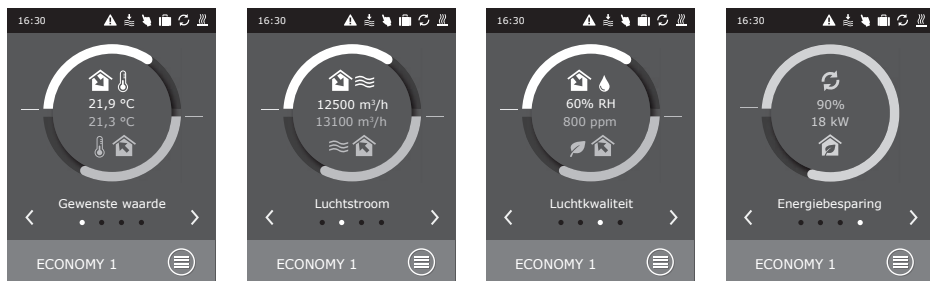 16:30
21,9 °C
21,3 °C
Gewenste waarde
ECONOMY 1
16:30
12500 m³/h
13100 m³/h
Luchtstroom
ECONOMY 1
16:30
60% RH
800 ppm
Luchtkwaliteit
ECONOMY 1
16:30
90%
18 kW
Energiebesparing
ECONOMY 1